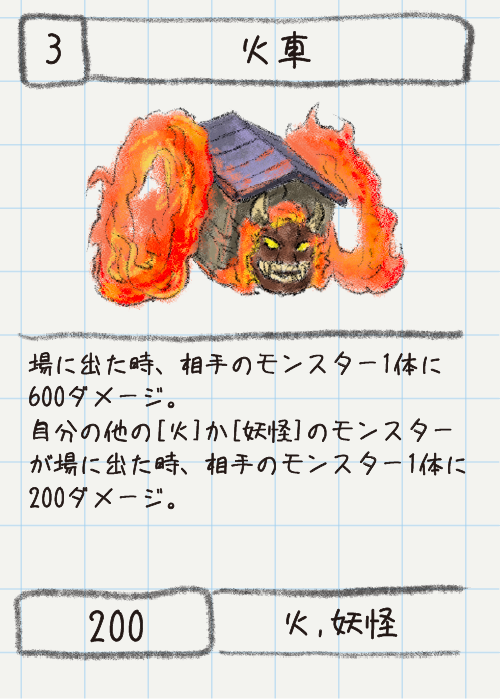 3
火車
場に出た時、相手のモンスター1体に
600ダメージ。
自分の他の[火]か[妖怪]のモンスター
が場に出た時、相手のモンスター1体に
200ダメージ。
200
火,妖怪